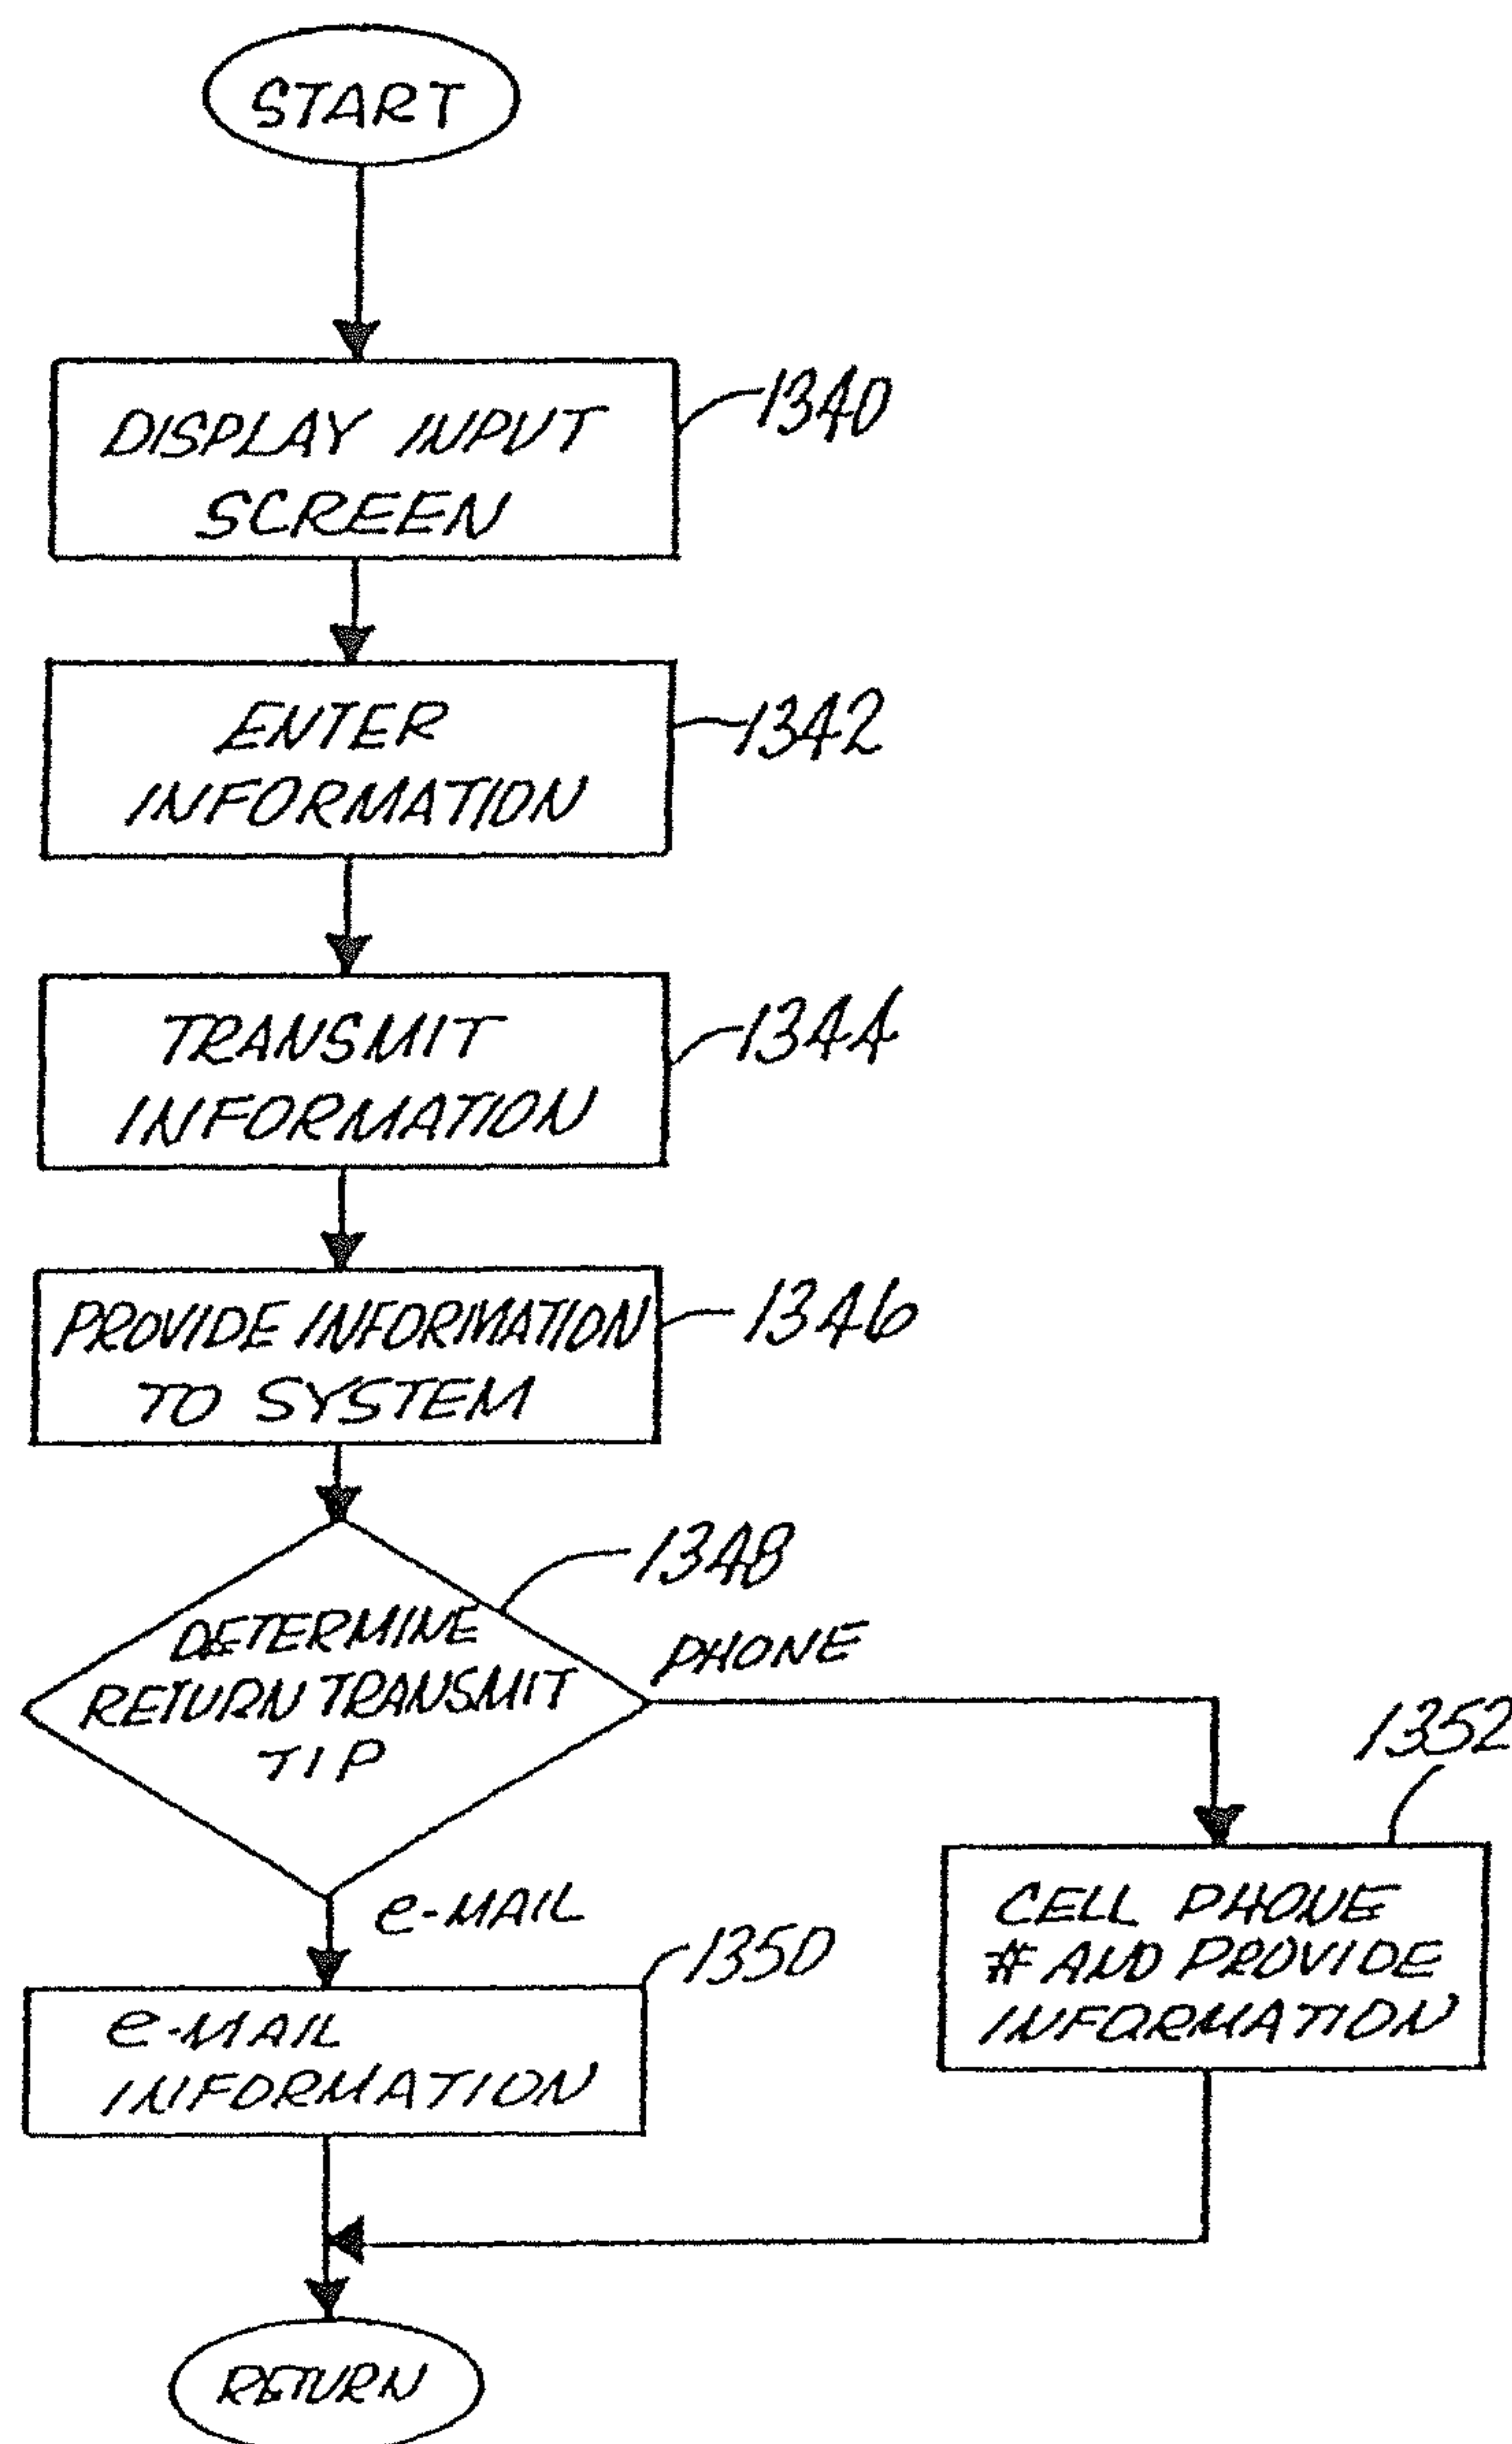 START
DISPLAY INPUT
SCREEN
1340
ENTER
INFORMATION
1342
TRANSMIT
INFORMATION
1344
PROVIDE INFORMATION
TO SYSTEM
1346
DETERMINE
RETURN TRANSMIT
TIP
1348
PHONE
e-MAIL
1352
CELL PHONE
# AND PROVIDE
INFORMATION
1350
e-MAIL
INFORMATION
RETURN